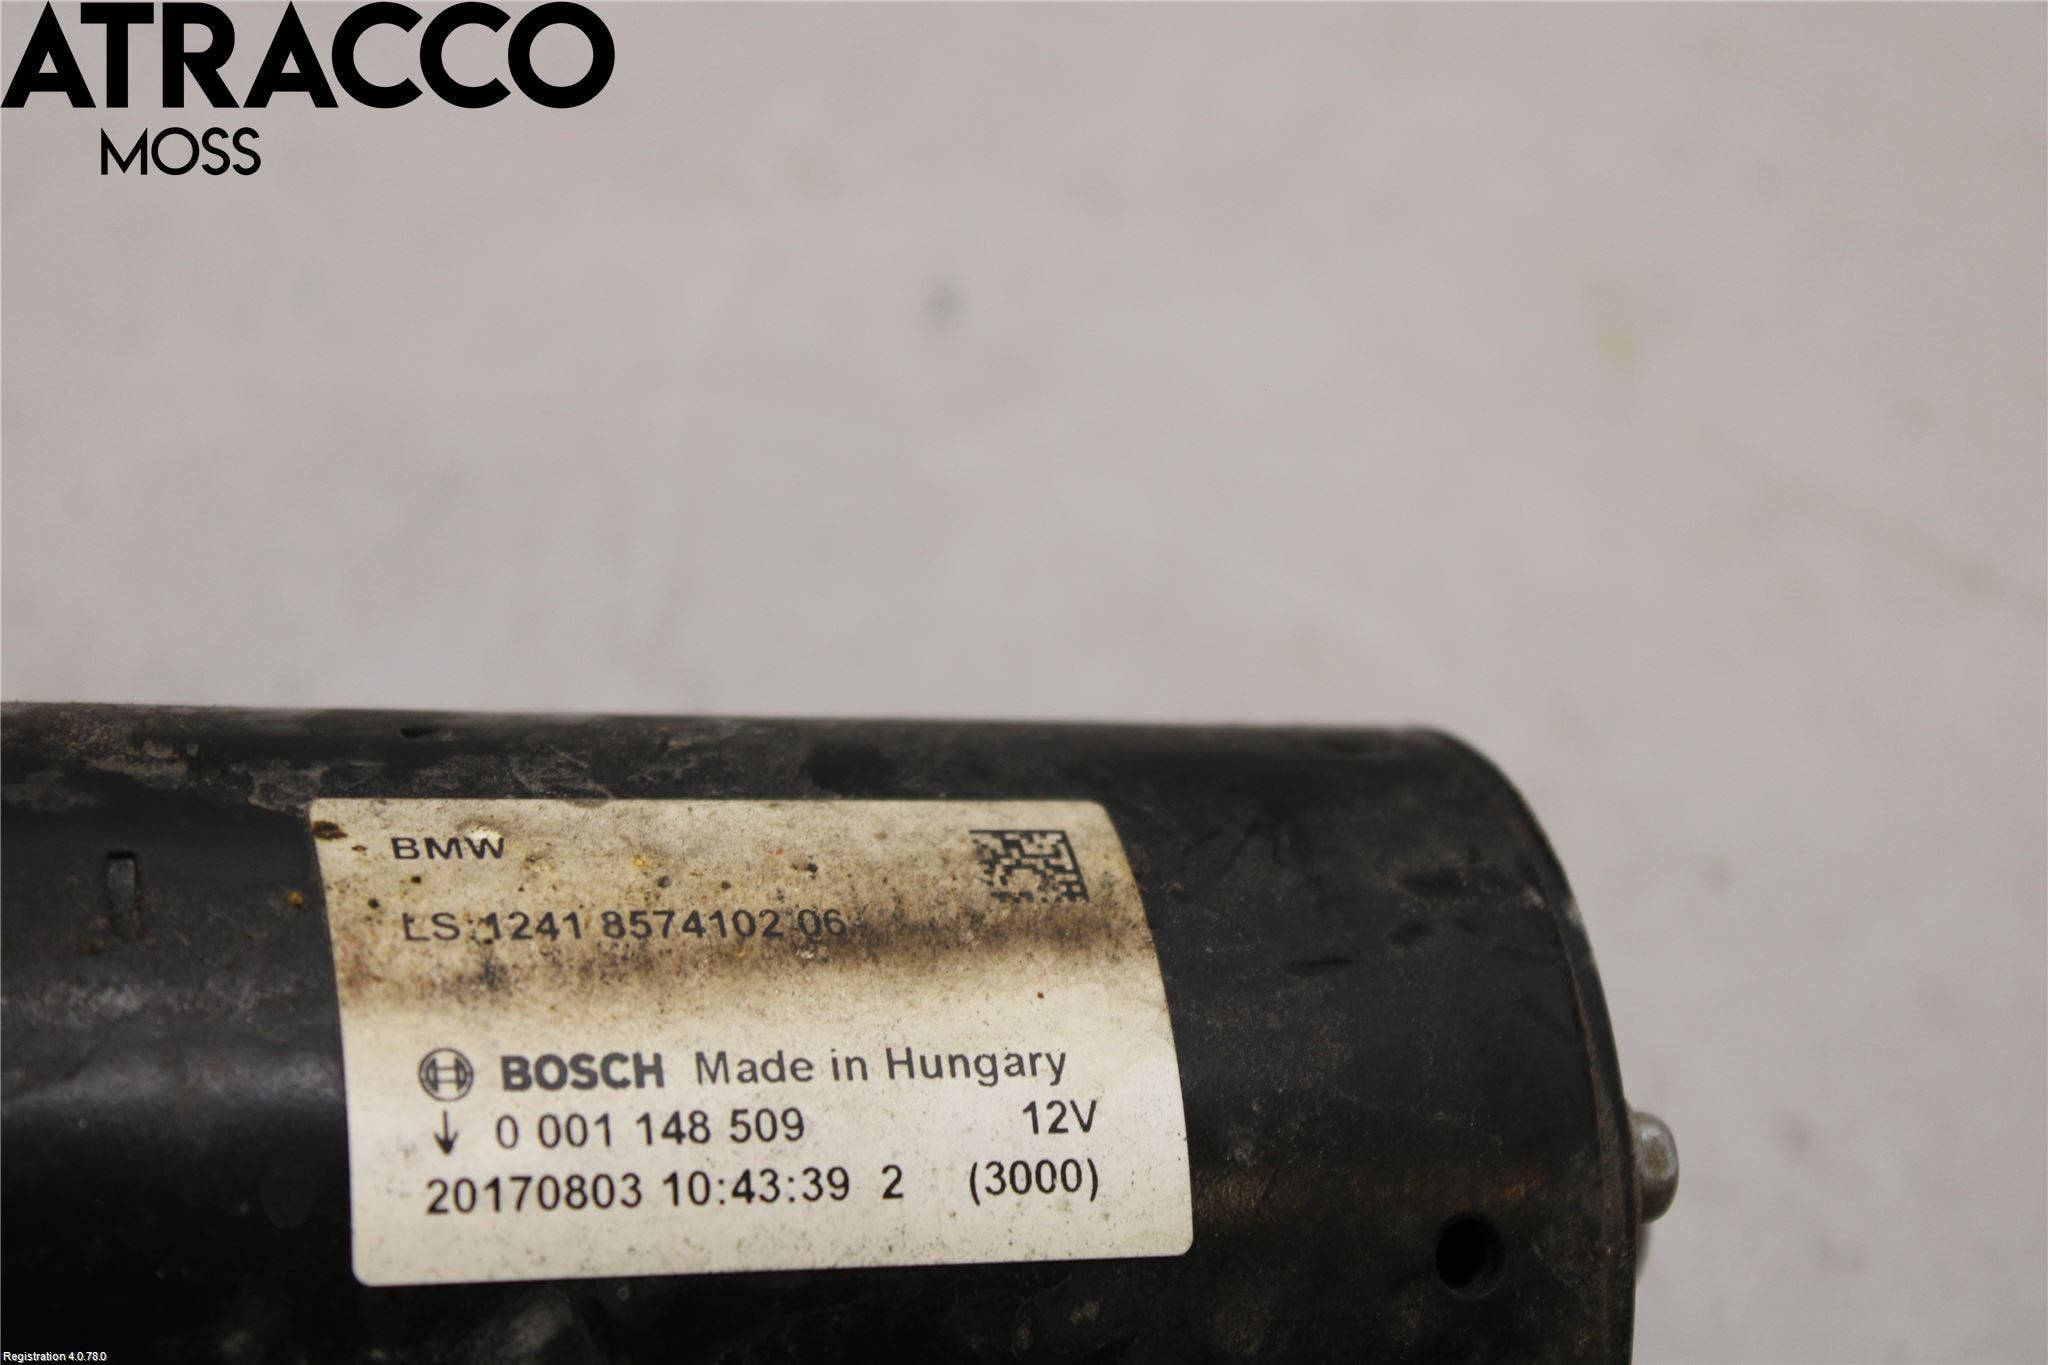 ATRACCO
MOSS
BMW
LS:1241 8574102 06
BOSCH Made in Hungary
↓ 0 001 148 509 12V
20170803 10:43:39 2 (3000)
Registration 4.0.78.0